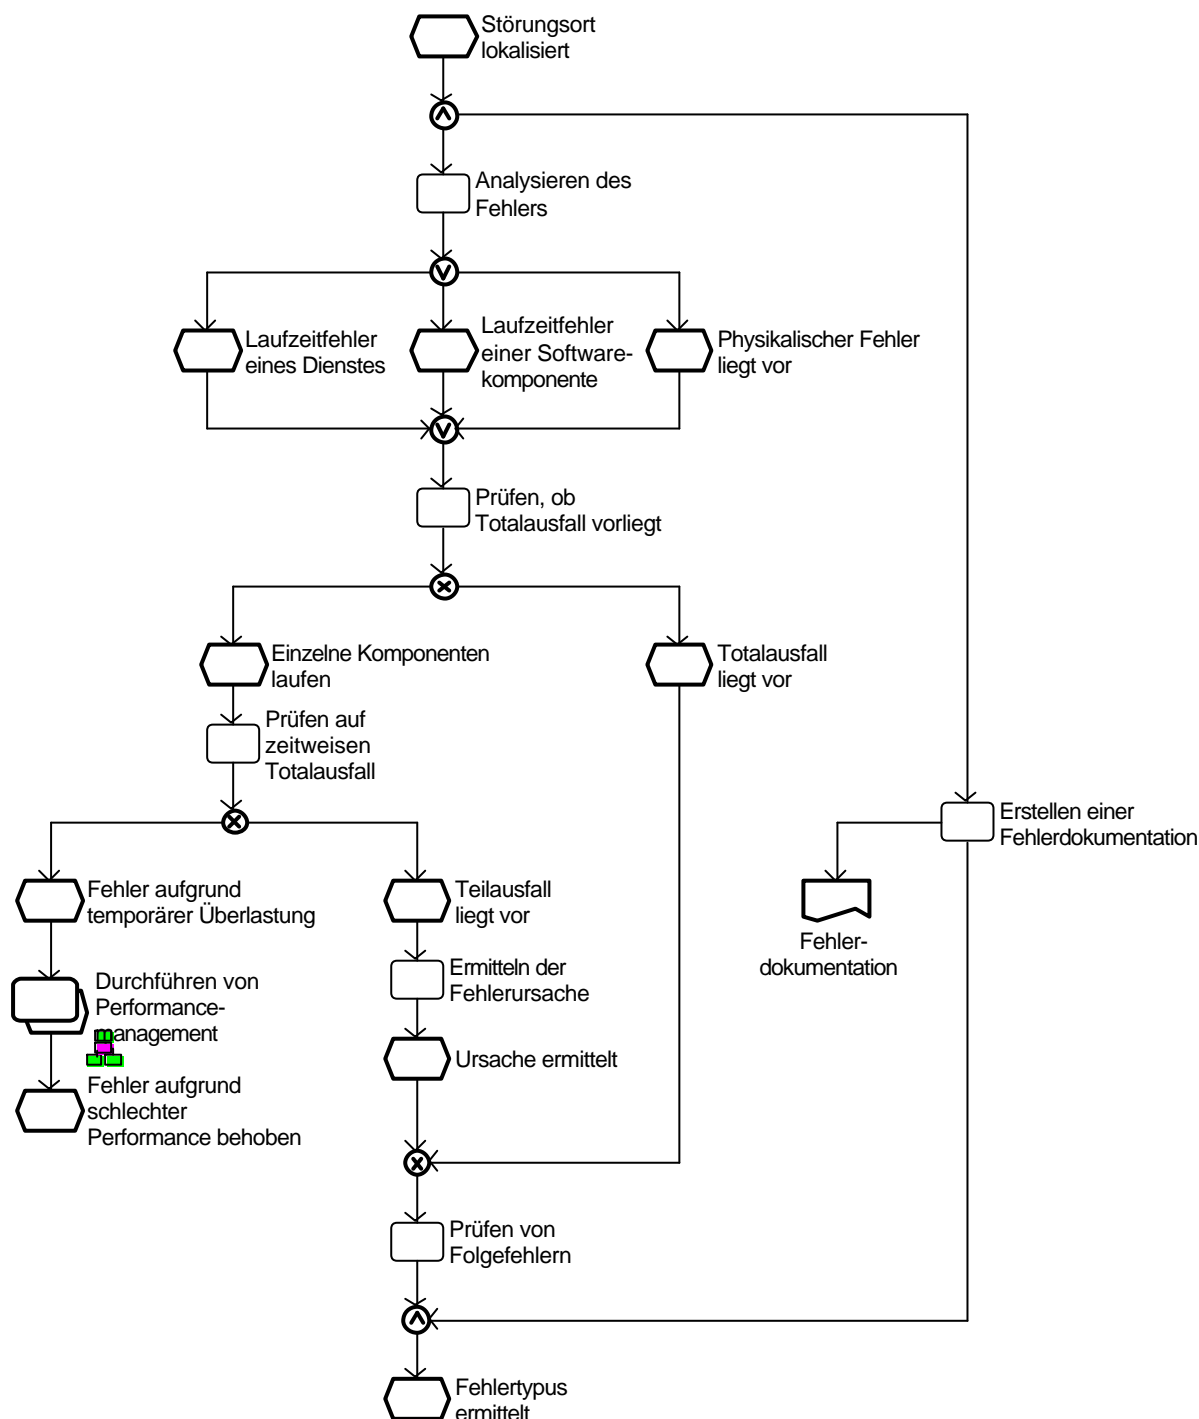 Störungsort
lokalisiert
Analysieren des
Fehlers
Laufzeitfehler
eines Dienstes
Laufzeitfehler
einer Software-
komponente
Physikalischer Fehler
liegt vor
Prüfen, ob
Totalausfall vorliegt
Einzelne Komponenten
laufen
Totalausfall
liegt vor
Prüfen auf
zeitweisen
Totalausfall
Erstellen einer
Fehlerdokumentation
Fehler aufgrund
temporärer Überlastung
Teilausfall
liegt vor
Fehler-
dokumentation
Durchführen von
Performance-
management
Ermitteln der
Fehlerursache
Ursache ermittelt
Fehler aufgrund
schlechter
Performance behoben
Prüfen von
Folgefehlern
Fehlertypus
ermittelt